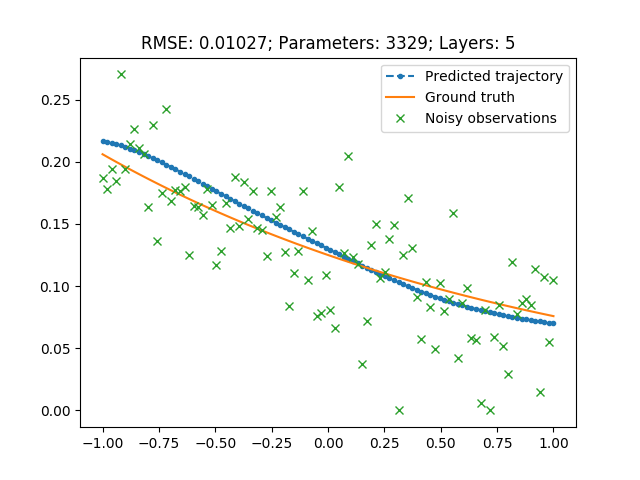 RMSE: 0.01027; Parameters: 3329; Layers: 5
Predicted trajectory
Ground truth
Noisy observations
0.25
0.20
0.15
0.10
0.05
0.00
−1.00 −0.75 −0.50 −0.25 0.00 0.25 0.50 0.75 1.00